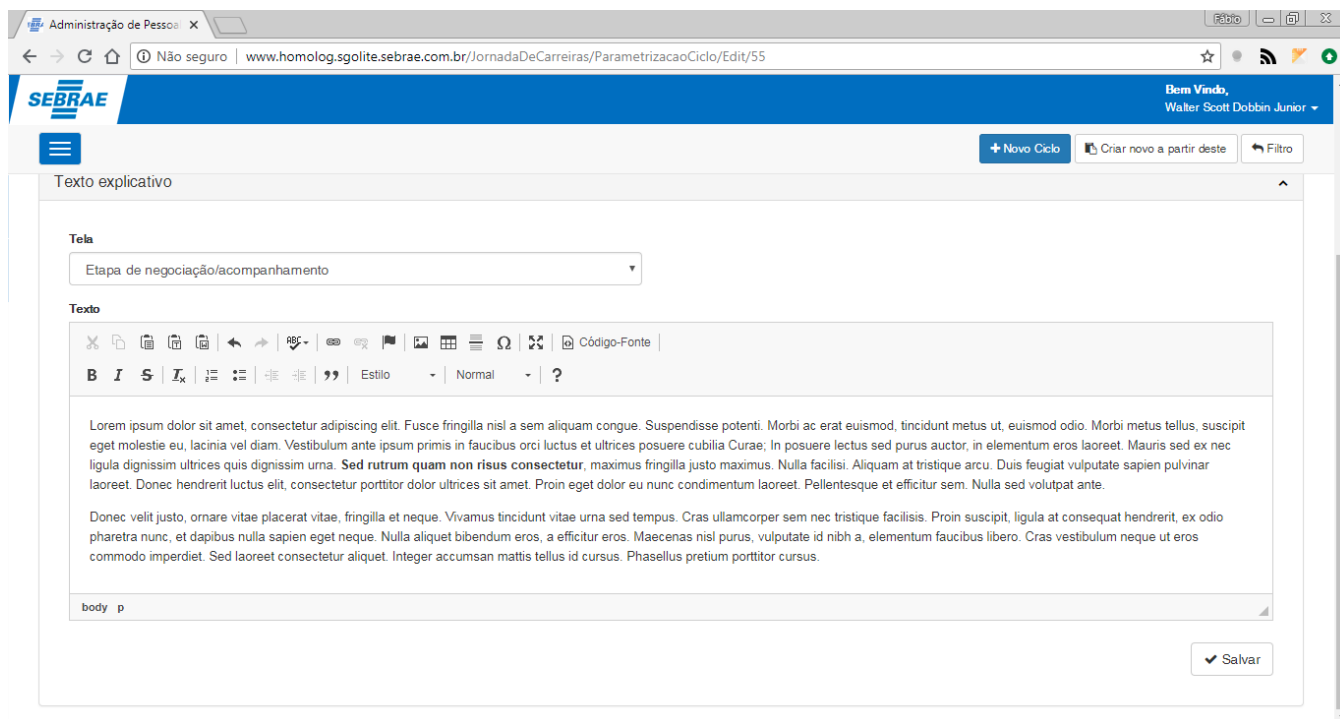 Administração de Pessoa
Fábio
Não seguro | www.homolog.sgolite.sebrae.com.br/JornadaDeCarreiras/ParametrizacaoCiclo/Edit/55
SEBRAE
Bem Vindo,
Walter Scott Dobbin Junior
Novo Ciclo Criar novo a partir deste Filtro
Texto explicativo
Tela
Etapa de negociação/acompanhamento
Texto
ABC Ω Código-Fonte
B I S Ix Estilo Normal ?
Lorem ipsum dolor sit amet, consectetur adipiscing elit. Fusce fringilla nisl a sem aliquam congue. Suspendisse potenti. Morbi ac erat euismod, tincidunt metus ut, euismod odio. Morbi metus tellus, suscipit
eget molestie eu, lacinia vel diam. Vestibulum ante ipsum primis in faucibus orci luctus et ultrices posuere cubilia Curae; In posuere lectus sed purus auctor, in elementum eros laoreet. Mauris sed ex nec
ligula dignissim ultrices quis dignissim urna. Sed rutrum quam non risus consectetur, maximus fringilla justo maximus. Nulla facilisi. Aliquam at tristique arcu. Duis feugiat vulputate sapien pulvinar
laoreet. Donec hendrerit luctus elit, consectetur porttitor dolor ultrices sit amet. Proin eget dolor eu nunc condimentum laoreet. Pellentesque et efficitur sem. Nulla sed volutpat ante.
Donec velit justo, ornare vitae placerat vitae, fringilla et neque. Vivamus tincidunt vitae urna sed tempus. Cras ullamcorper sem nec tristique facilisis. Proin suscipit, ligula at consequat hendrerit, ex odio
pharetra nunc, et dapibus nulla sapien eget neque. Nulla aliquet bibendum eros, a efficitur eros. Maecenas nisl purus, vulputate id nibh a, elementum faucibus libero. Cras vestibulum neque ut eros
commodo imperdiet. Sed laoreet consectetur aliquet. Integer accumsan mattis tellus id cursus. Phasellus pretium porttitor cursus.
body p
Salvar